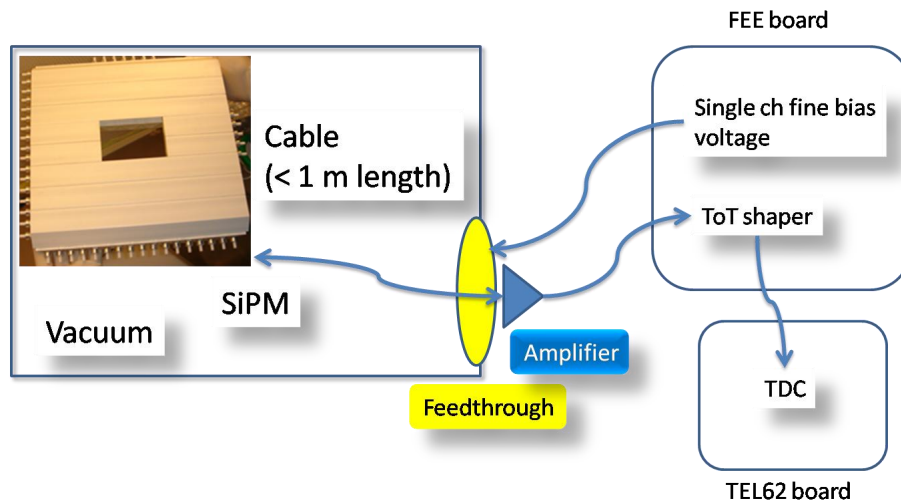 FEE board
Single ch fine bias
voltage
Cable
(< 1 m length)
ToT shaper
SiPM
Vacuum
Amplifier
Feedthrough
TDC
TEL62 board